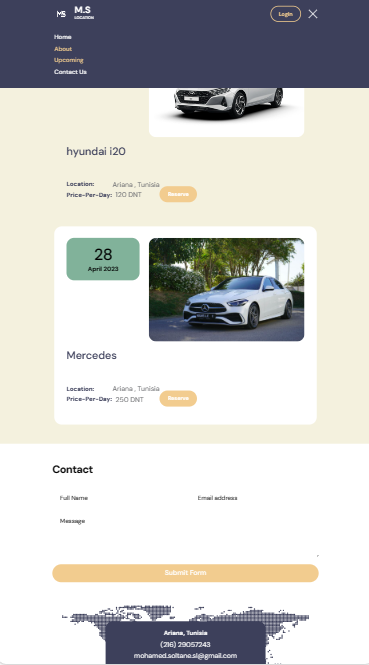 MS
M.S
LOCATION
Login
Home
About
Upcoming
Contact Us
hyundai i20
Location: Ariana , Tunisia
Price-Per-Day: 120 DNT
Reserve
28
April 2023
Mercedes
Location: Ariana , Tunisia
Price-Per-Day: 250 DNT
Reserve
Contact
Full Name Email address
Message
Submit Form
Ariana, Tunisia
(216) 29057243
mohamed.soltane.sl@gmail.com